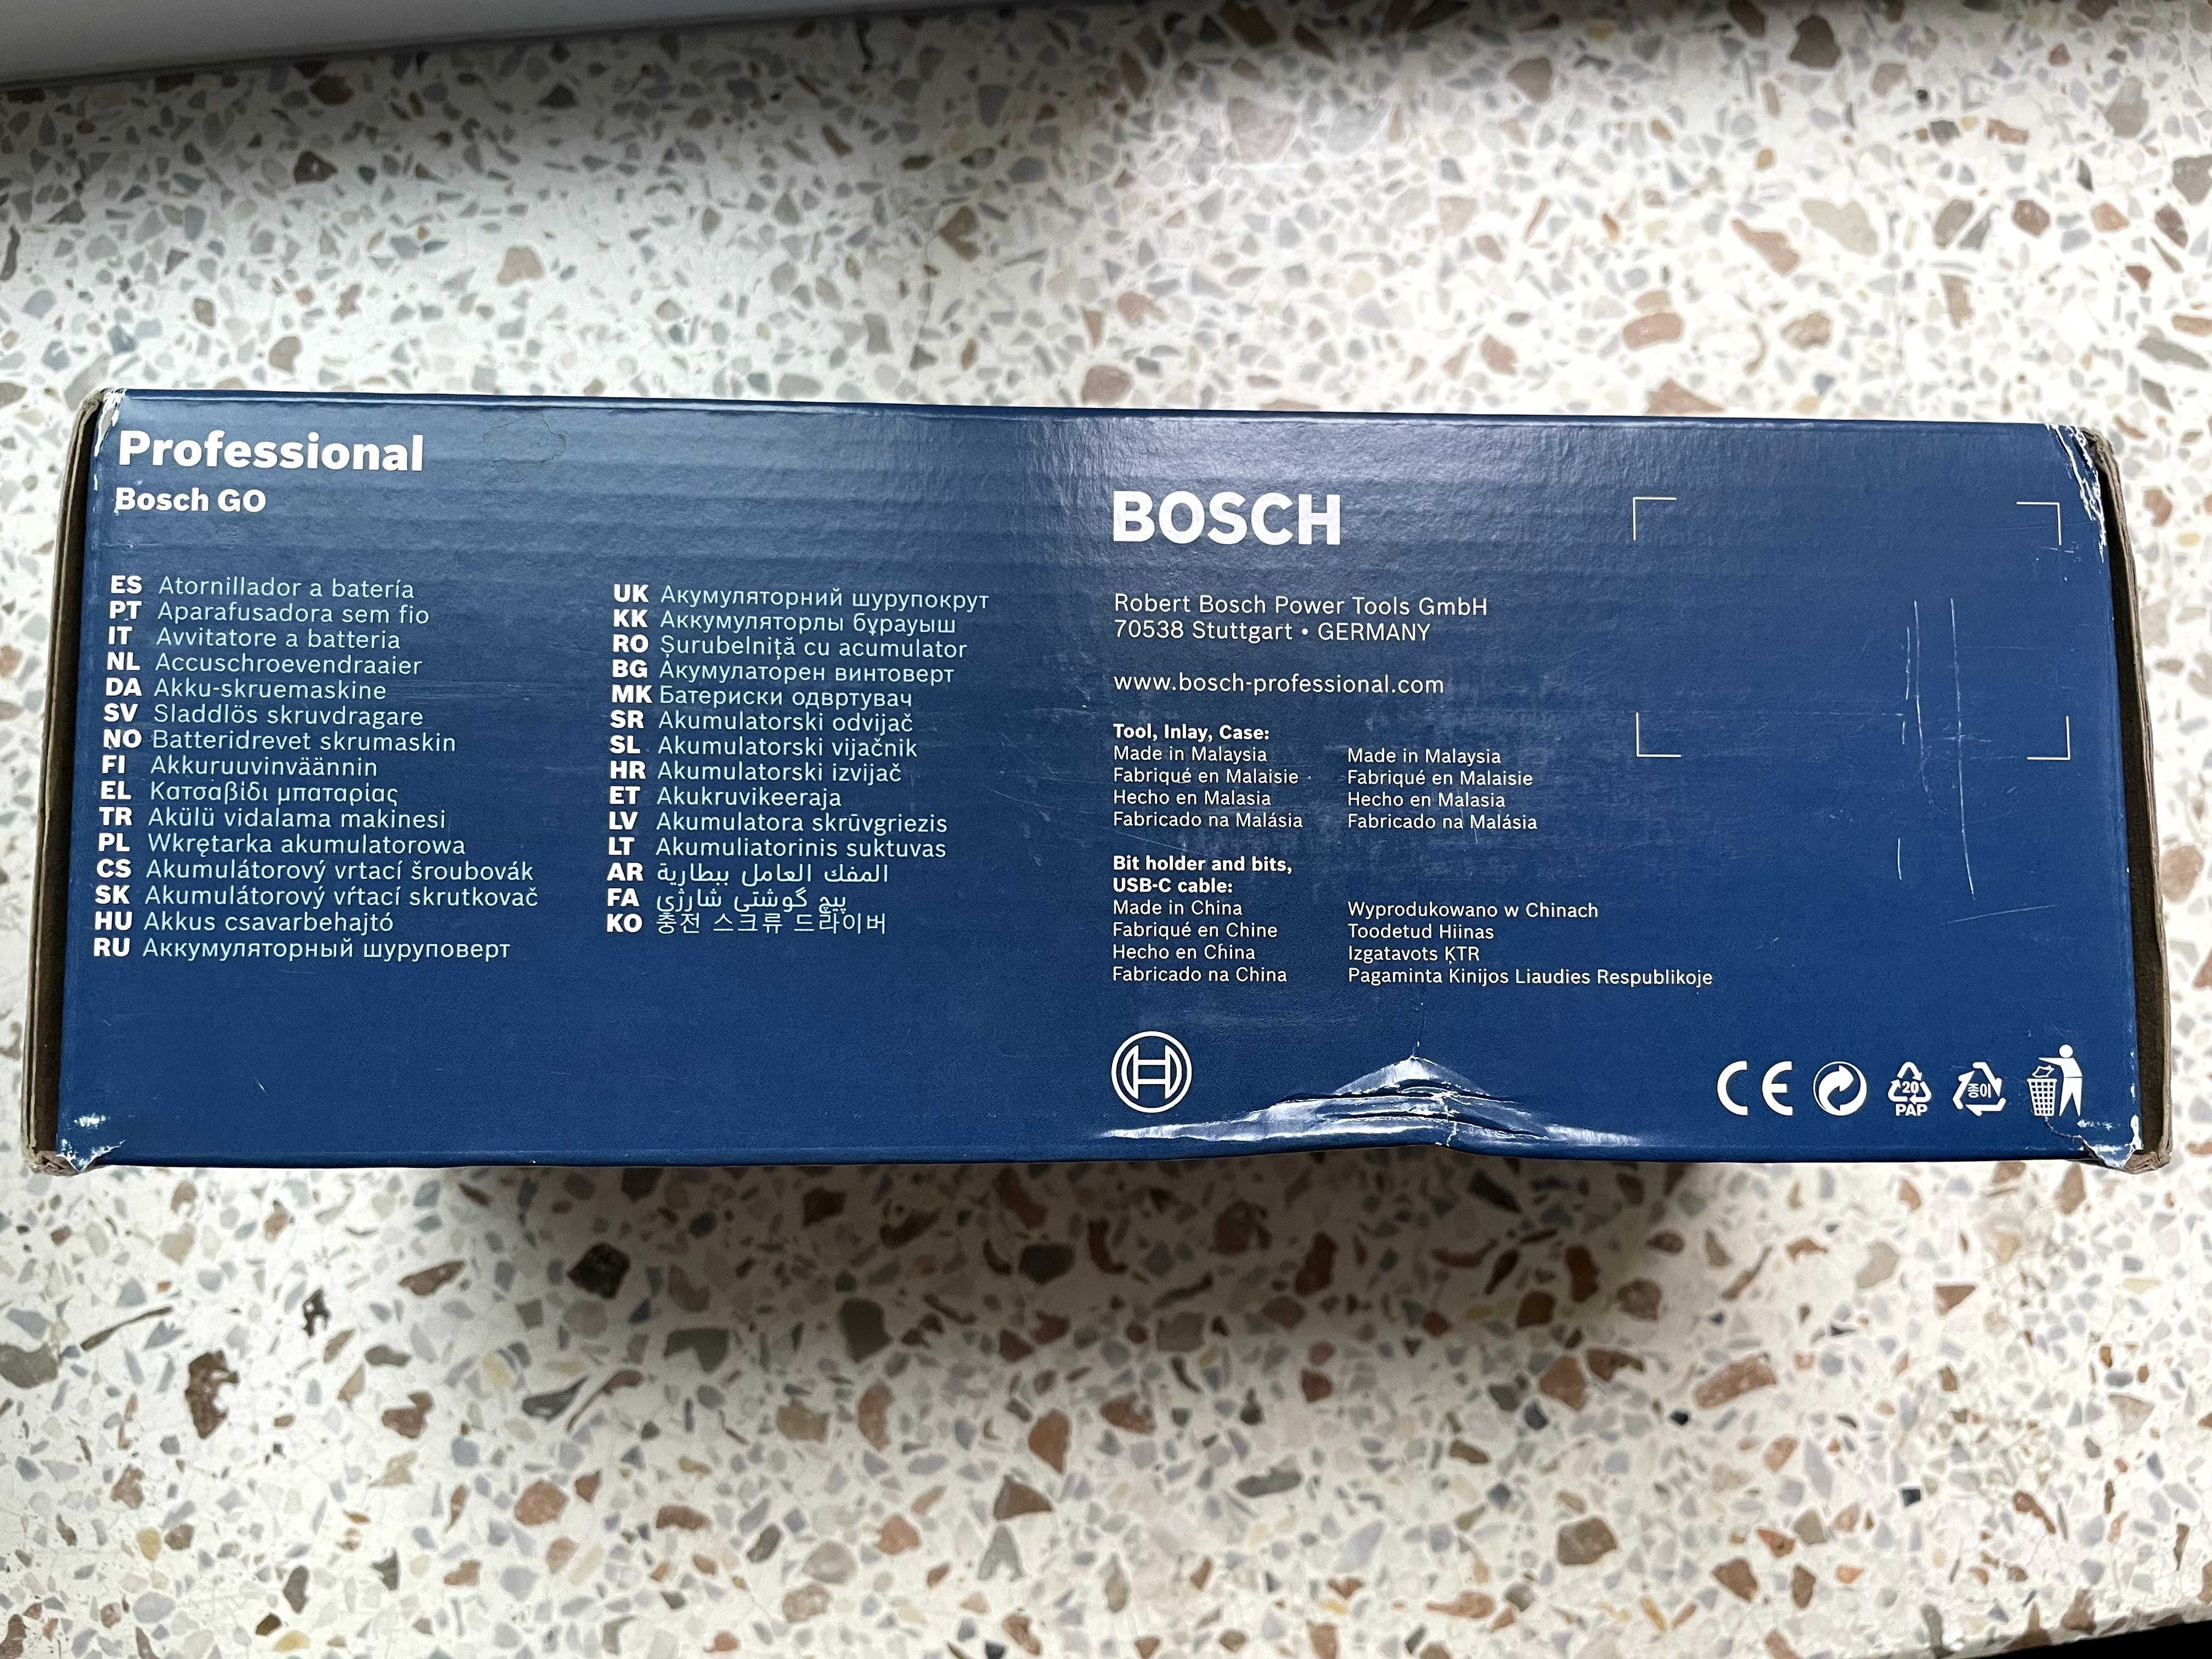 Professional
Bosch GO
ES Atornillador a batería
PT Aparafusadora sem fio
IT Avvitatore a batteria
NL Accuschroevendraaier
DA Akku-skruemaskine
SV Sladdlös skruvdragare
NO Batteridrevet skrumaskin
FI Akkuruuvinväännin
EL Κατσαβίδι μπαταρίας
TR Akülü vidalama makinesi
PL Wkrętarka akumulatorowa
CS Akumulátorový vrtací šroubovák
SK Akumulátorový vŕtací skrutkovač
HU Akkus csavarbehajtó
RU Аккумуляторный шуруповерт
UK Акумуляторний шурупокрут
KK Аккумуляторлы бұрауыш
RO Șurubelniță cu acumulator
BG Акумулаторен винтоверт
MK Батериски одвртувач
SR Akumulatorski odvijač
SL Akumulatorski vijačnik
HR Akumulatorski izvijač
ET Akukruvikeeraja
LV Akumulatora skrūvgriezis
LT Akumuliatorinis suktuvas
AR المفك العامل ببطارية
FA پیچ گوشتی شارژی
KO 충전 스크류 드라이버
BOSCH
Robert Bosch Power Tools GmbH
70538 Stuttgart • GERMANY
www.bosch-professional.com
Tool, Inlay, Case:
Made in Malaysia
Fabriqué en Malaisie
Hecho en Malasia
Fabricado na Malásia
Made in Malaysia
Fabriqué en Malaisie
Hecho en Malasia
Fabricado na Malásia
Bit holder and bits,
USB-C cable:
Made in China
Fabriqué en Chine
Hecho en China
Fabricado na China
Wyprodukowano w Chinach
Toodetud Hiinas
Izgatavots ĶTR
Pagaminta Kinijos Liaudies Respublikoje
CE
20
PAP
종이